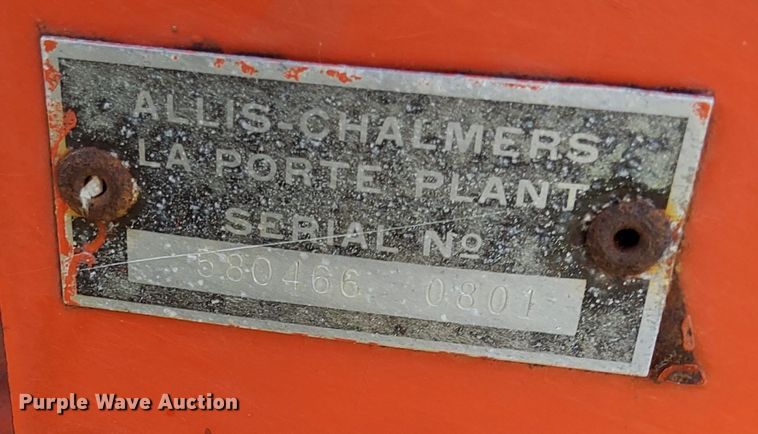 ALLIS-CHALMERS
LA PORTE PLANT
SERIAL Nº
580466 0801
Purple Wave Auction